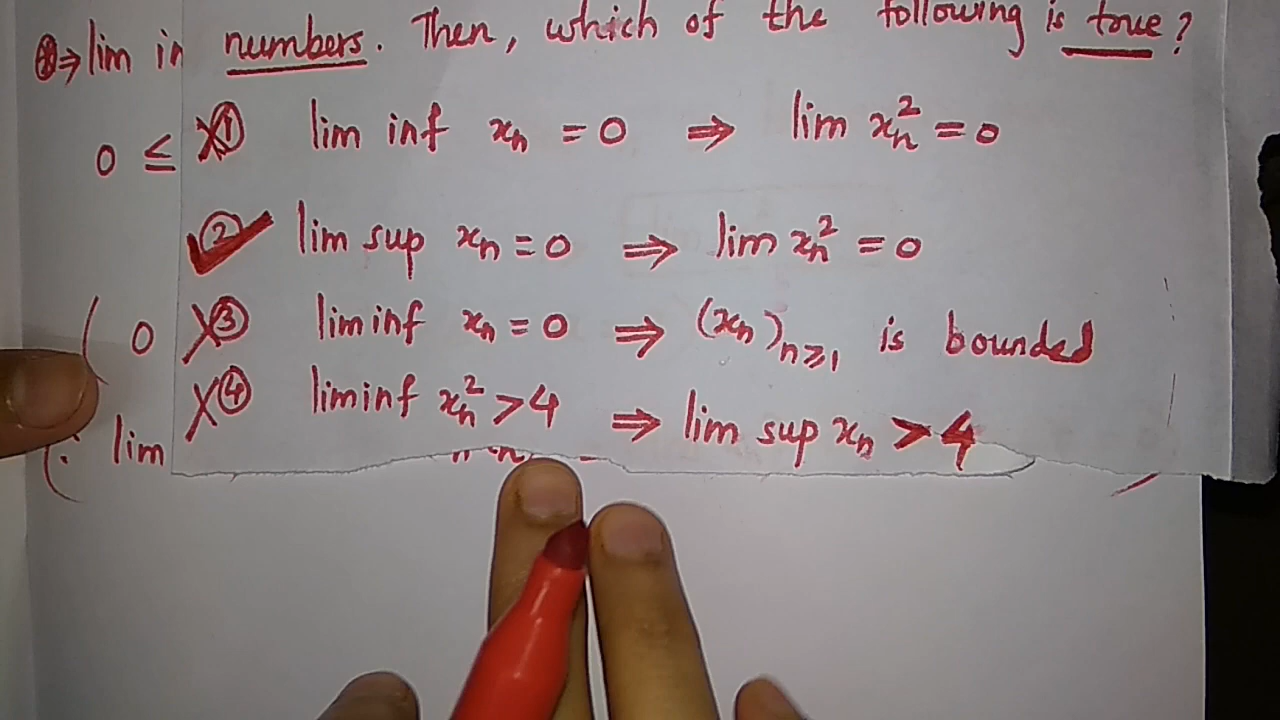 ⊛⇒ lim in numbers. Then, which of the following is true?
0 ≤ ① lim inf xₙ = 0 ⇒ lim xₙ² = 0
② lim sup xₙ = 0 ⇒ lim xₙ² = 0
( 0 ③ lim inf xₙ = 0 ⇒ (xₙ)ₙ≥₁ is bounded
④ lim inf xₙ² > 4 ⇒ lim sup xₙ > 4
(∵ lim